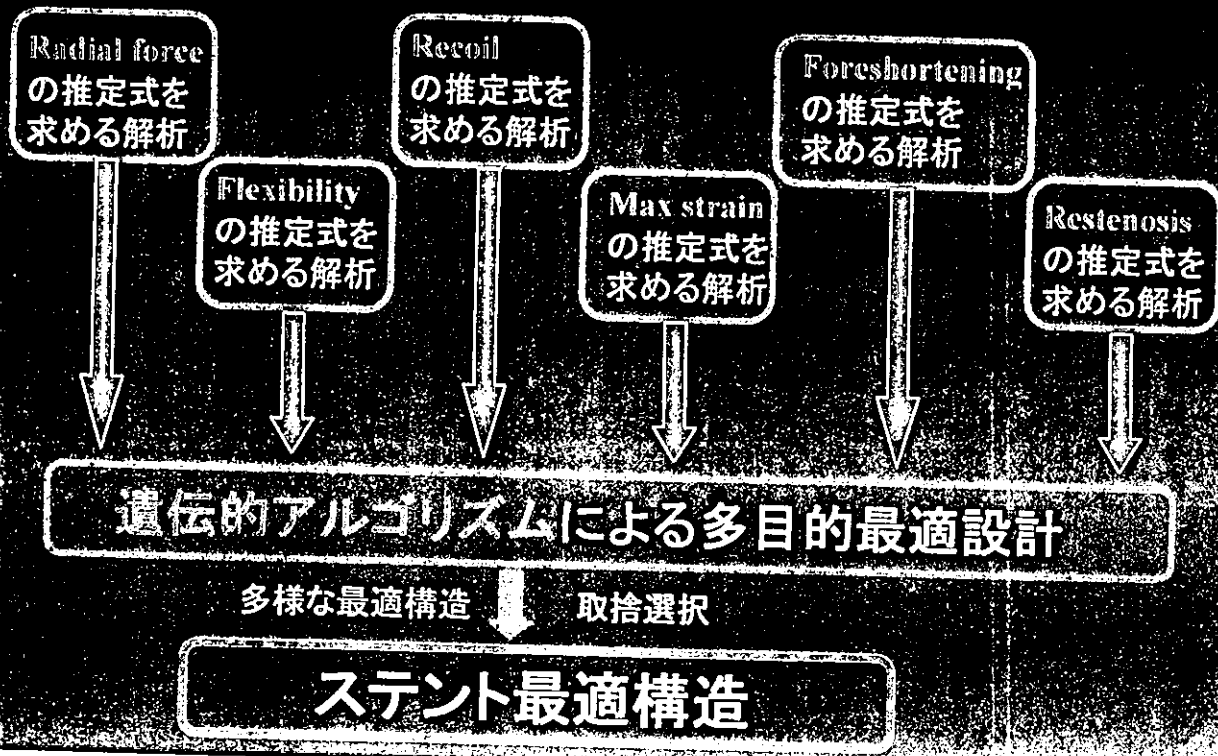 Radial force
の推定式を
求める解析
Flexibility
の推定式を
求める解析
Recoil
の推定式を
求める解析
Max strain
の推定式を
求める解析
Foreshortening
の推定式を
求める解析
Restenosis
の推定式を
求める解析
遺伝的アルゴリズムによる多目的最適設計
多様な最適構造
取捨選択
ステント最適構造